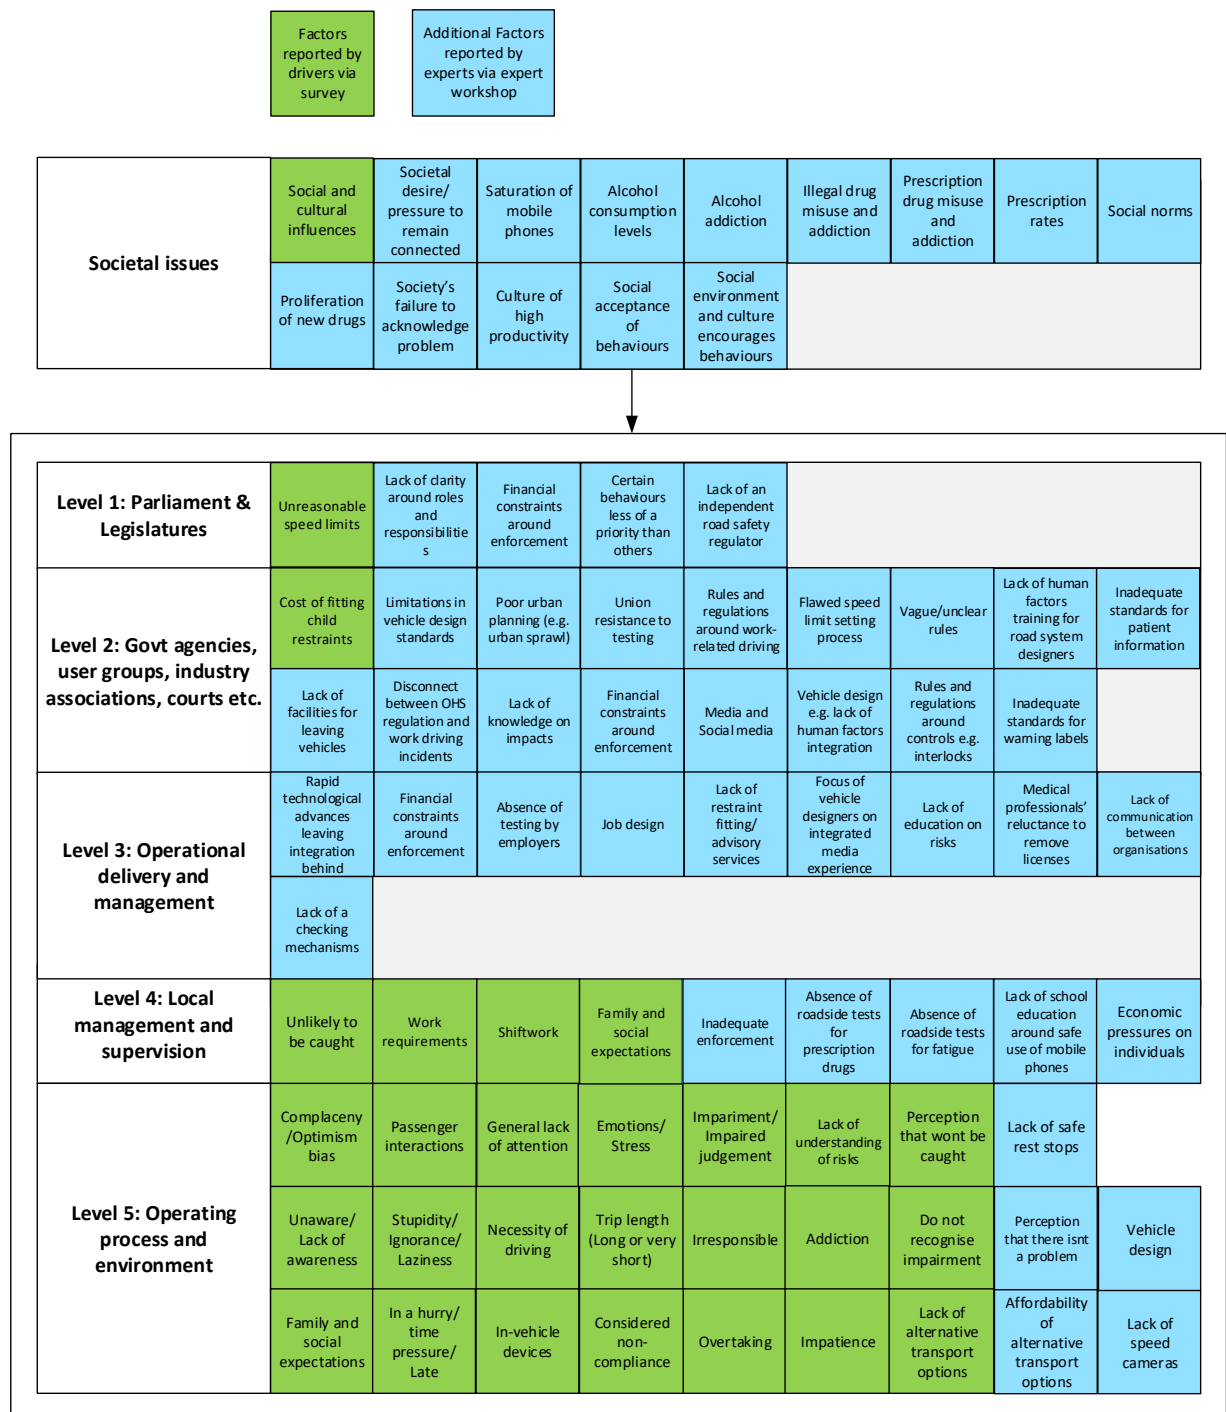 Factors
reported by
drivers via
survey
Additional Factors
reported by
experts via expert
workshop
Societal issues
Social and
cultural
influences
Societal
desire/
pressure to
remain
connected
Saturation of
mobile
phones
Alcohol
consumption
levels
Alcohol
addiction
Illegal drug
misuse and
addiction
Prescription
drug misuse
and
addiction
Prescription
rates
Social norms
Proliferation
of new drugs
Society's
failure to
acknowledge
problem
Culture of
high
productivity
Social
acceptance
of
behaviours
Social
environment
and culture
encourages
behaviours
Level 1: Parliament &
Legislatures
Unreasonable
speed limits
Lack of clarity
around roles
and
responsibilitie
s
Financial
constraints
around
enforcement
Certain
behaviours
less of a
priority than
others
Lack of an
independent
road safety
regulator
Level 2: Govt agencies,
user groups, industry
associations, courts etc.
Cost of fitting
child
restraints
Limitations in
vehicle design
standards
Poor urban
planning (e.g.
urban sprawl)
Union
resistance to
testing
Rules and
regulations
around work-
related driving
Flawed speed
limit setting
process
Vague/unclear
rules
Lack of human
factors
training for
road system
designers
Inadequate
standards for
patient
information
Lack of
facilities for
leaving
vehicles
Disconnect
between OHS
regulation and
work driving
incidents
Lack of
knowledge on
impacts
Financial
constraints
around
enforcement
Media and
Social media
Vehicle design
e.g. lack of
human factors
integration
Rules and
regulations
around
controls e.g.
interlocks
Inadequate
standards for
warning labels
Level 3: Operational
delivery and
management
Rapid
technological
advances
leaving
integration
behind
Financial
constraints
around
enforcement
Absence of
testing by
employers
Job design
Lack of
restraint
fitting/
advisory
services
Focus of
vehicle
designers on
integrated
media
experience
Lack of
education on
risks
Medical
professionals'
reluctance to
remove
licenses
Lack of
communication
between
organisations
Lack of a
checking
mechanisms
Level 4: Local
management and
supervision
Unlikely to
be caught
Work
requirements
Shiftwork
Family and
social
expectations
Inadequate
enforcement
Absence of
roadside tests
for
prescription
drugs
Absence of
roadside tests
for fatigue
Lack of school
education
around safe
use of mobile
phones
Economic
pressures on
individuals
Level 5: Operating
process and
environment
Complaceny
/Optimism
bias
Passenger
interactions
General lack
of attention
Emotions/
Stress
Impariment/
Impaired
judgement
Lack of
understanding
of risks
Perception
that wont be
caught
Lack of safe
rest stops
Unaware/
Lack of
awareness
Stupidity/
Ignorance/
Laziness
Necessity of
driving
Trip length
(Long or very
short)
Irresponsible
Addiction
Do not
recognise
impairment
Perception
that there isnt
a problem
Vehicle
design
Family and
social
expectations
In a hurry/
time
pressure/
Late
In-vehicle
devices
Considered
non-
compliance
Overtaking
Impatience
Lack of
alternative
transport
options
Affordability
of
alternative
transport
options
Lack of
speed
cameras